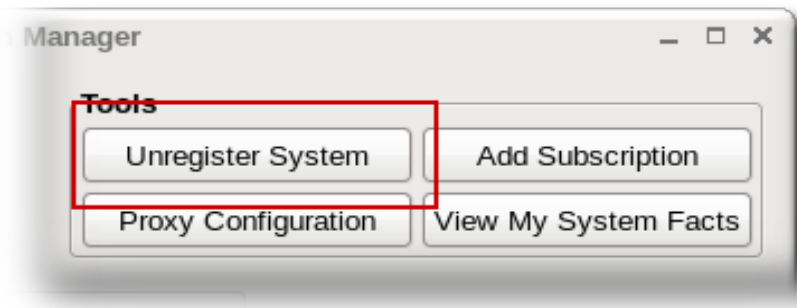 Manager
Tools
Unregister System Add Subscription
Proxy Configuration View My System Facts